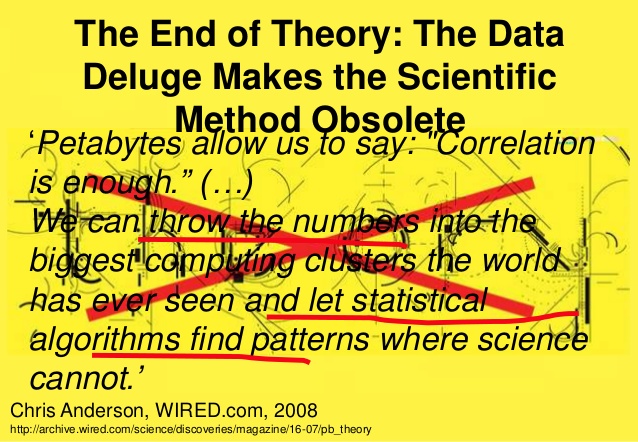 The End of Theory: The Data
Deluge Makes the Scientific
Method Obsolete
‘Petabytes allow us to say: "Correlation
is enough.” (…)
We can throw the numbers into the
biggest computing clusters the world
has ever seen and let statistical
algorithms find patterns where science
cannot.’
Chris Anderson, WIRED.com, 2008
http://archive.wired.com/science/discoveries/magazine/16-07/pb_theory